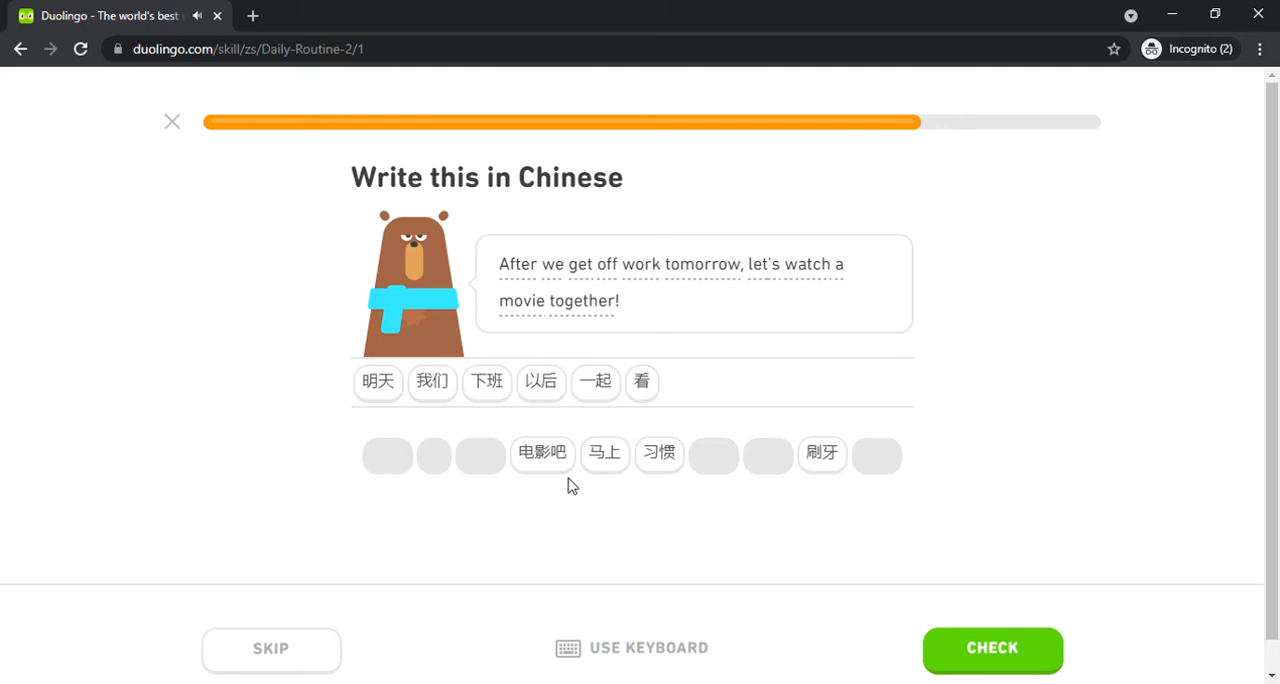 Duolingo - The world's best
duolingo.com/skill/zs/Daily-Routine-2/1
Incognito (2)
Write this in Chinese
After we get off work tomorrow, let's watch a
movie together!
明天 我们 下班 以后 一起 看
电影吧 马上 习惯 刷牙
SKIP
USE KEYBOARD
CHECK